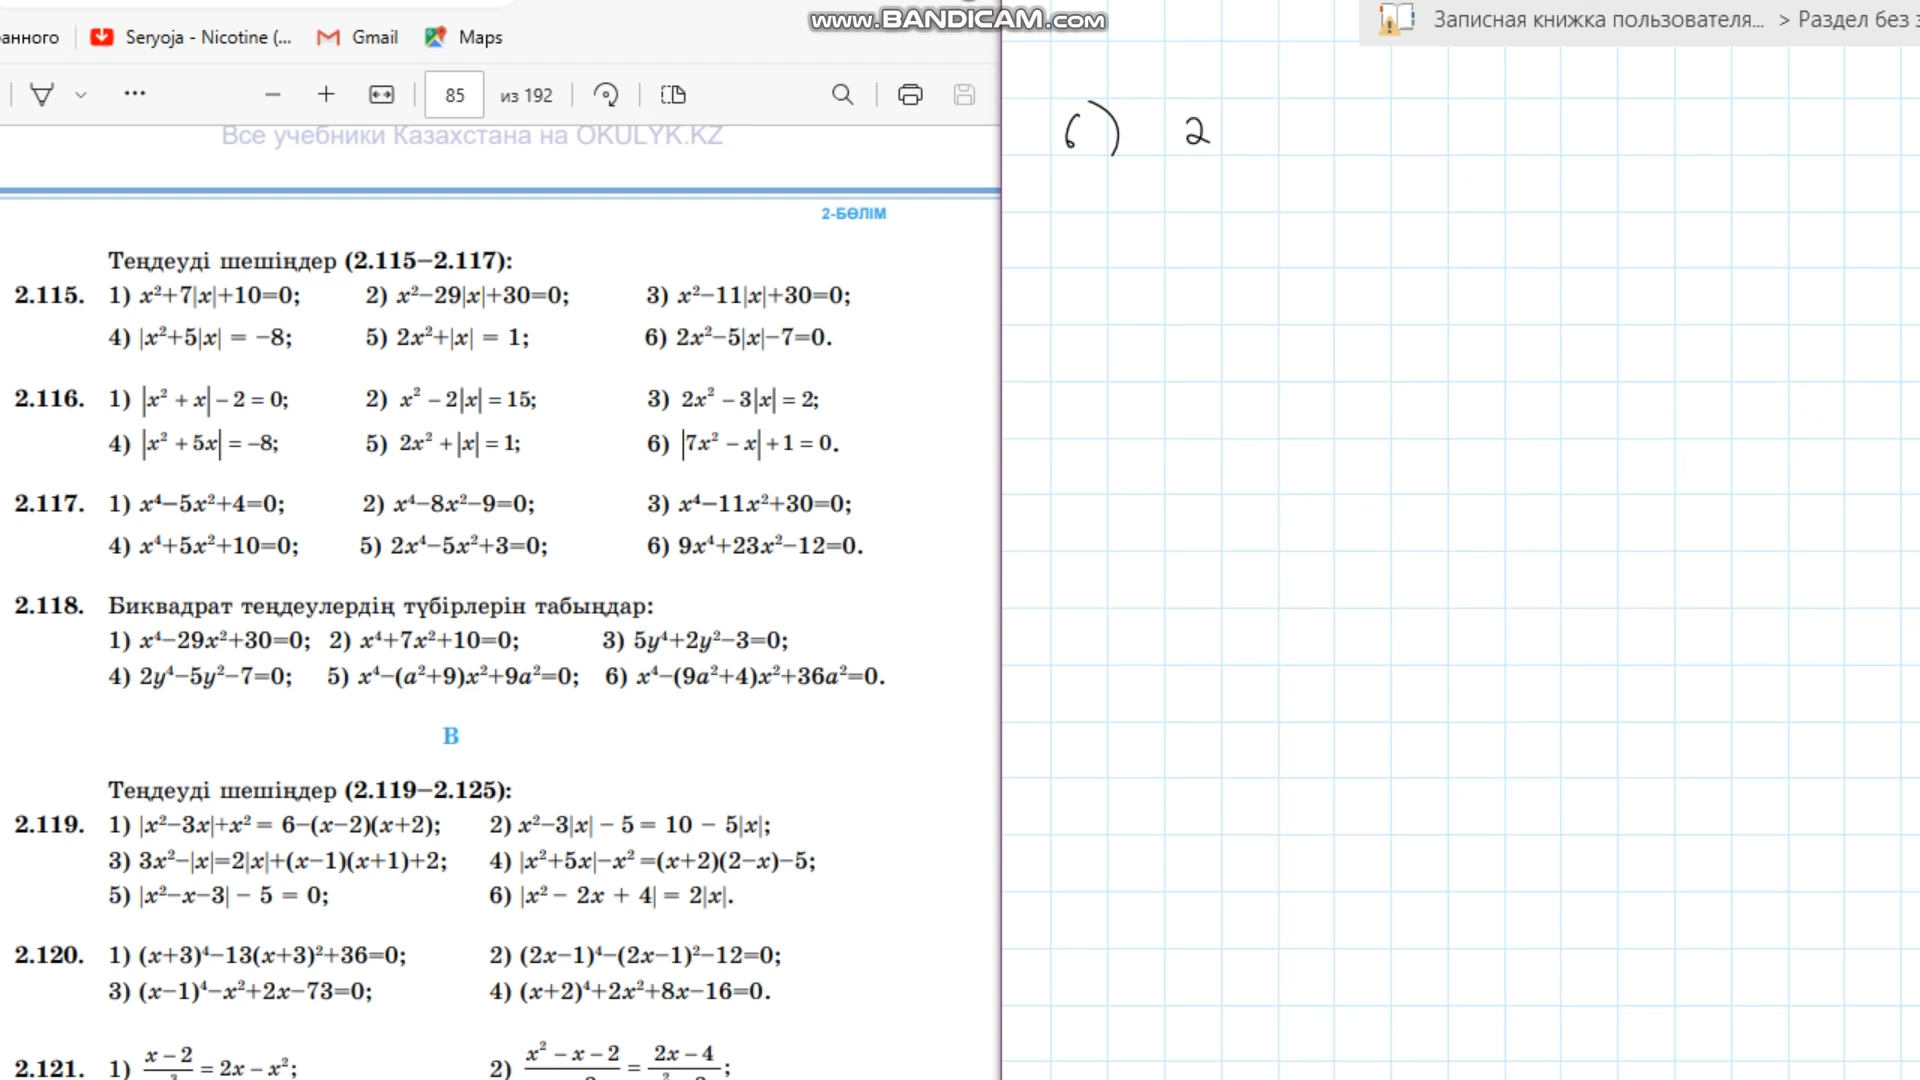 www.BANDICAM.com
анного
Seryoja - Nicotine (...
Gmail
Maps
Записная книжка пользователя... > Раздел без з
85 из 192
Все учебники Казахстана на OKULYK.KZ
2-БӨЛІМ
Теңдеуді шешіңдер (2.115–2.117):
2.115. 1) x²+7|x|+10=0; 2) x²–29|x|+30=0; 3) x²–11|x|+30=0;
4) |x²+5|x| = –8; 5) 2x²+|x| = 1; 6) 2x²–5|x|–7=0.
2.116. 1) |x² + x| – 2 = 0; 2) x² – 2|x| = 15; 3) 2x² – 3|x| = 2;
4) |x² + 5x| = –8; 5) 2x² + |x| = 1; 6) |7x² – x| + 1 = 0.
2.117. 1) x⁴–5x²+4=0; 2) x⁴–8x²–9=0; 3) x⁴–11x²+30=0;
4) x⁴+5x²+10=0; 5) 2x⁴–5x²+3=0; 6) 9x⁴+23x²–12=0.
2.118. Биквадрат теңдеулердің түбірлерін табыңдар:
1) x⁴–29x²+30=0; 2) x⁴+7x²+10=0; 3) 5y⁴+2y²–3=0;
4) 2y⁴–5y²–7=0; 5) x⁴–(a²+9)x²+9a²=0; 6) x⁴–(9a²+4)x²+36a²=0.
В
Теңдеуді шешіңдер (2.119–2.125):
2.119. 1) |x²–3x|+x² = 6–(x–2)(x+2); 2) x²–3|x| – 5 = 10 – 5|x|;
3) 3x²–|x|=2|x|+(x–1)(x+1)+2; 4) |x²+5x|–x² =(x+2)(2–x)–5;
5) |x²–x–3| – 5 = 0; 6) |x² – 2x + 4| = 2|x|.
2.120. 1) (x+3)⁴–13(x+3)²+36=0; 2) (2x–1)⁴–(2x–1)²–12=0;
3) (x–1)⁴–x²+2x–73=0; 4) (x+2)⁴+2x²+8x–16=0.
2.121. 1) x – 2 = 2x – x²; 2) x² – x – 2 = 2x – 4 ;
6) 2